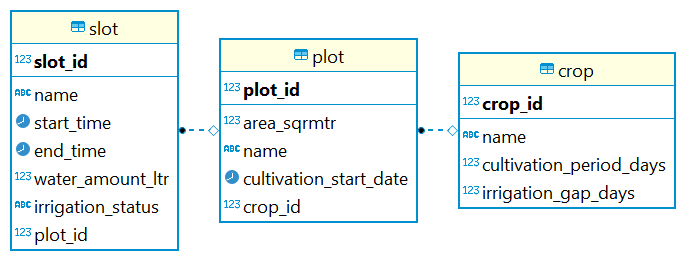 slot
123 slot_id
ABC name
start_time
end_time
123 water_amount_ltr
ABC irrigation_status
123 plot_id
plot
123 plot_id
123 area_sqrmtr
ABC name
cultivation_start_date
123 crop_id
crop
123 crop_id
ABC name
123 cultivation_period_days
123 irrigation_gap_days